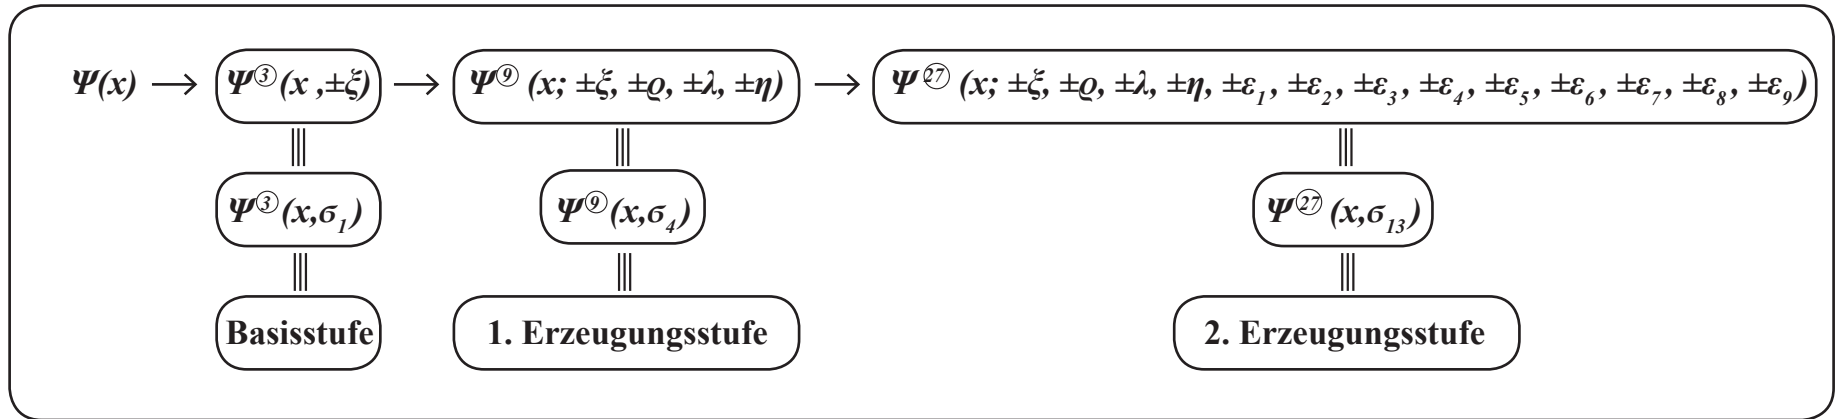 Ψ(x) → Ψ③(x ,±ξ) → Ψ⑨ (x; ±ξ, ±ϱ, ±λ, ±η) → Ψ㉗ (x; ±ξ, ±ϱ, ±λ, ±η, ±ε₁, ±ε₂, ±ε₃, ±ε₄, ±ε₅, ±ε₆, ±ε₇, ±ε₈, ±ε₉)
Ψ③(x,σ₁) Ψ⑨(x,σ₄) Ψ㉗ (x,σ₁₃)
Basisstufe 1. Erzeugungsstufe 2. Erzeugungsstufe